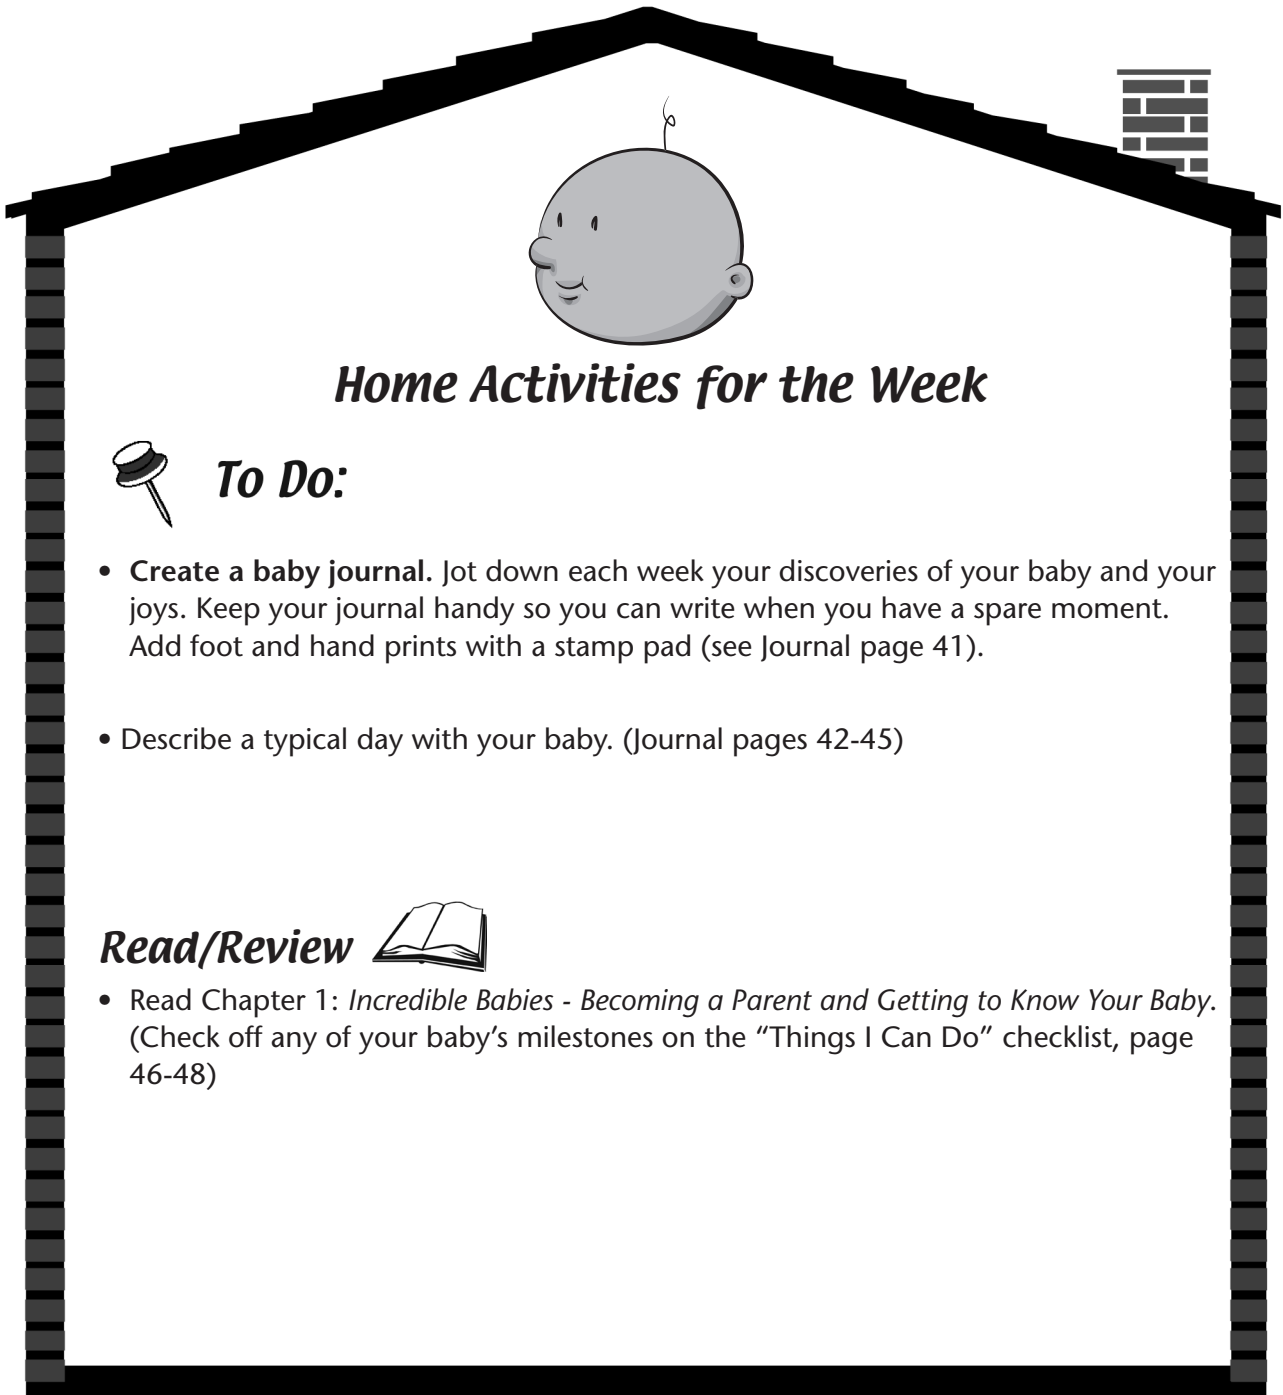 Home Activities for the Week
To Do:
• Create a baby journal. Jot down each week your discoveries of your baby and your
joys. Keep your journal handy so you can write when you have a spare moment.
Add foot and hand prints with a stamp pad (see Journal page 41).
• Describe a typical day with your baby. (Journal pages 42-45)
Read/Review
• Read Chapter 1: Incredible Babies - Becoming a Parent and Getting to Know Your Baby.
(Check off any of your baby’s milestones on the “Things I Can Do” checklist, page
46-48)